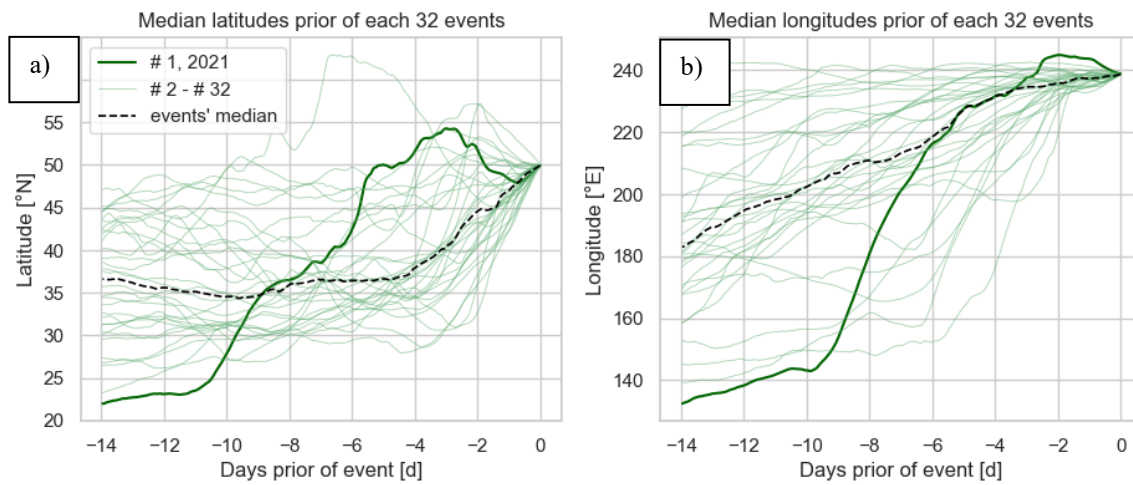 Median latitudes prior of each 32 events
a)
# 1, 2021
# 2 - # 32
events' median
Latitude [°N]
55
50
45
40
35
30
25
20
−14 −12 −10 −8 −6 −4 −2 0
Days prior of event [d]
Median longitudes prior of each 32 events
b)
Longitude [°E]
240
220
200
180
160
140
−14 −12 −10 −8 −6 −4 −2 0
Days prior of event [d]